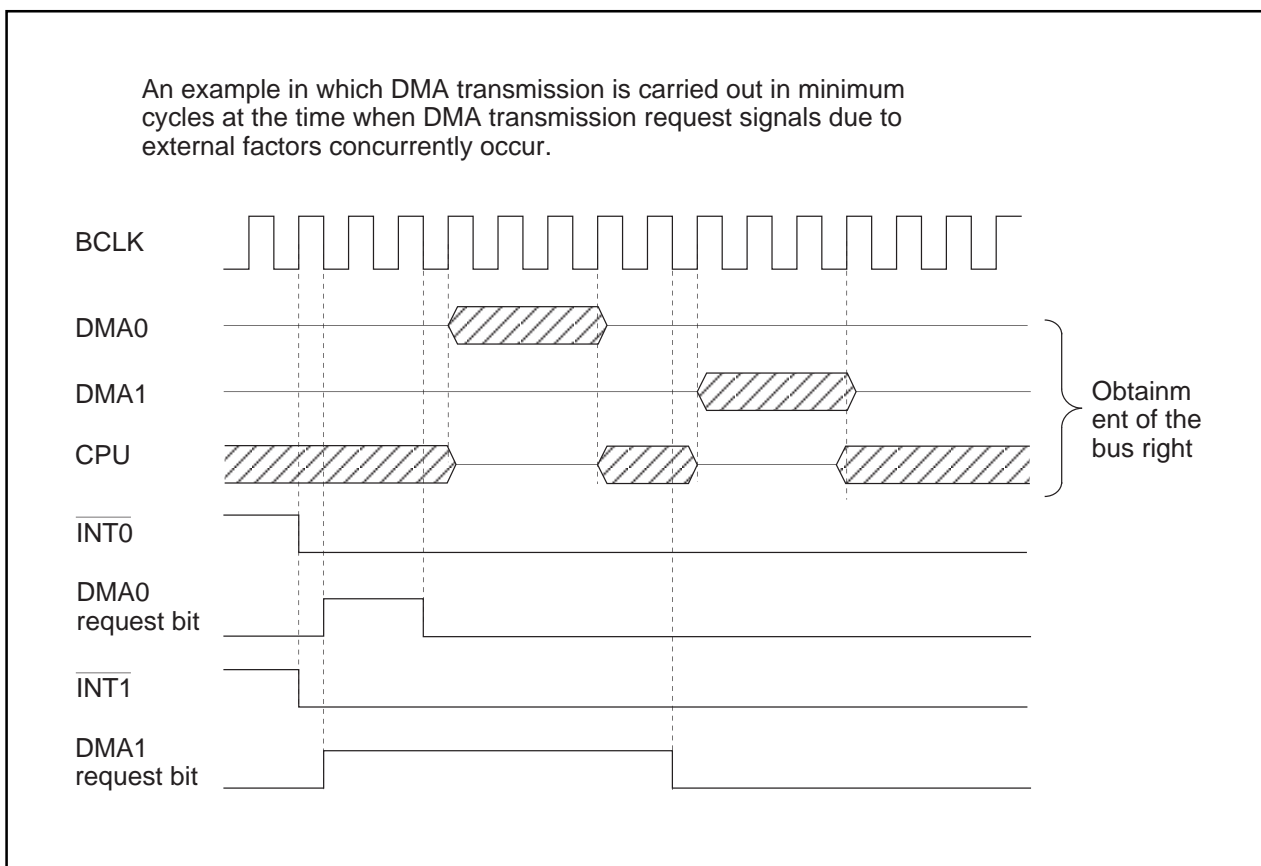 An example in which DMA transmission is carried out in minimum
cycles at the time when DMA transmission request signals due to
external factors concurrently occur.
BCLK
DMA0
DMA1
CPU
Obtainm
ent of the
bus right
INT0
DMA0
request bit
INT1
DMA1
request bit